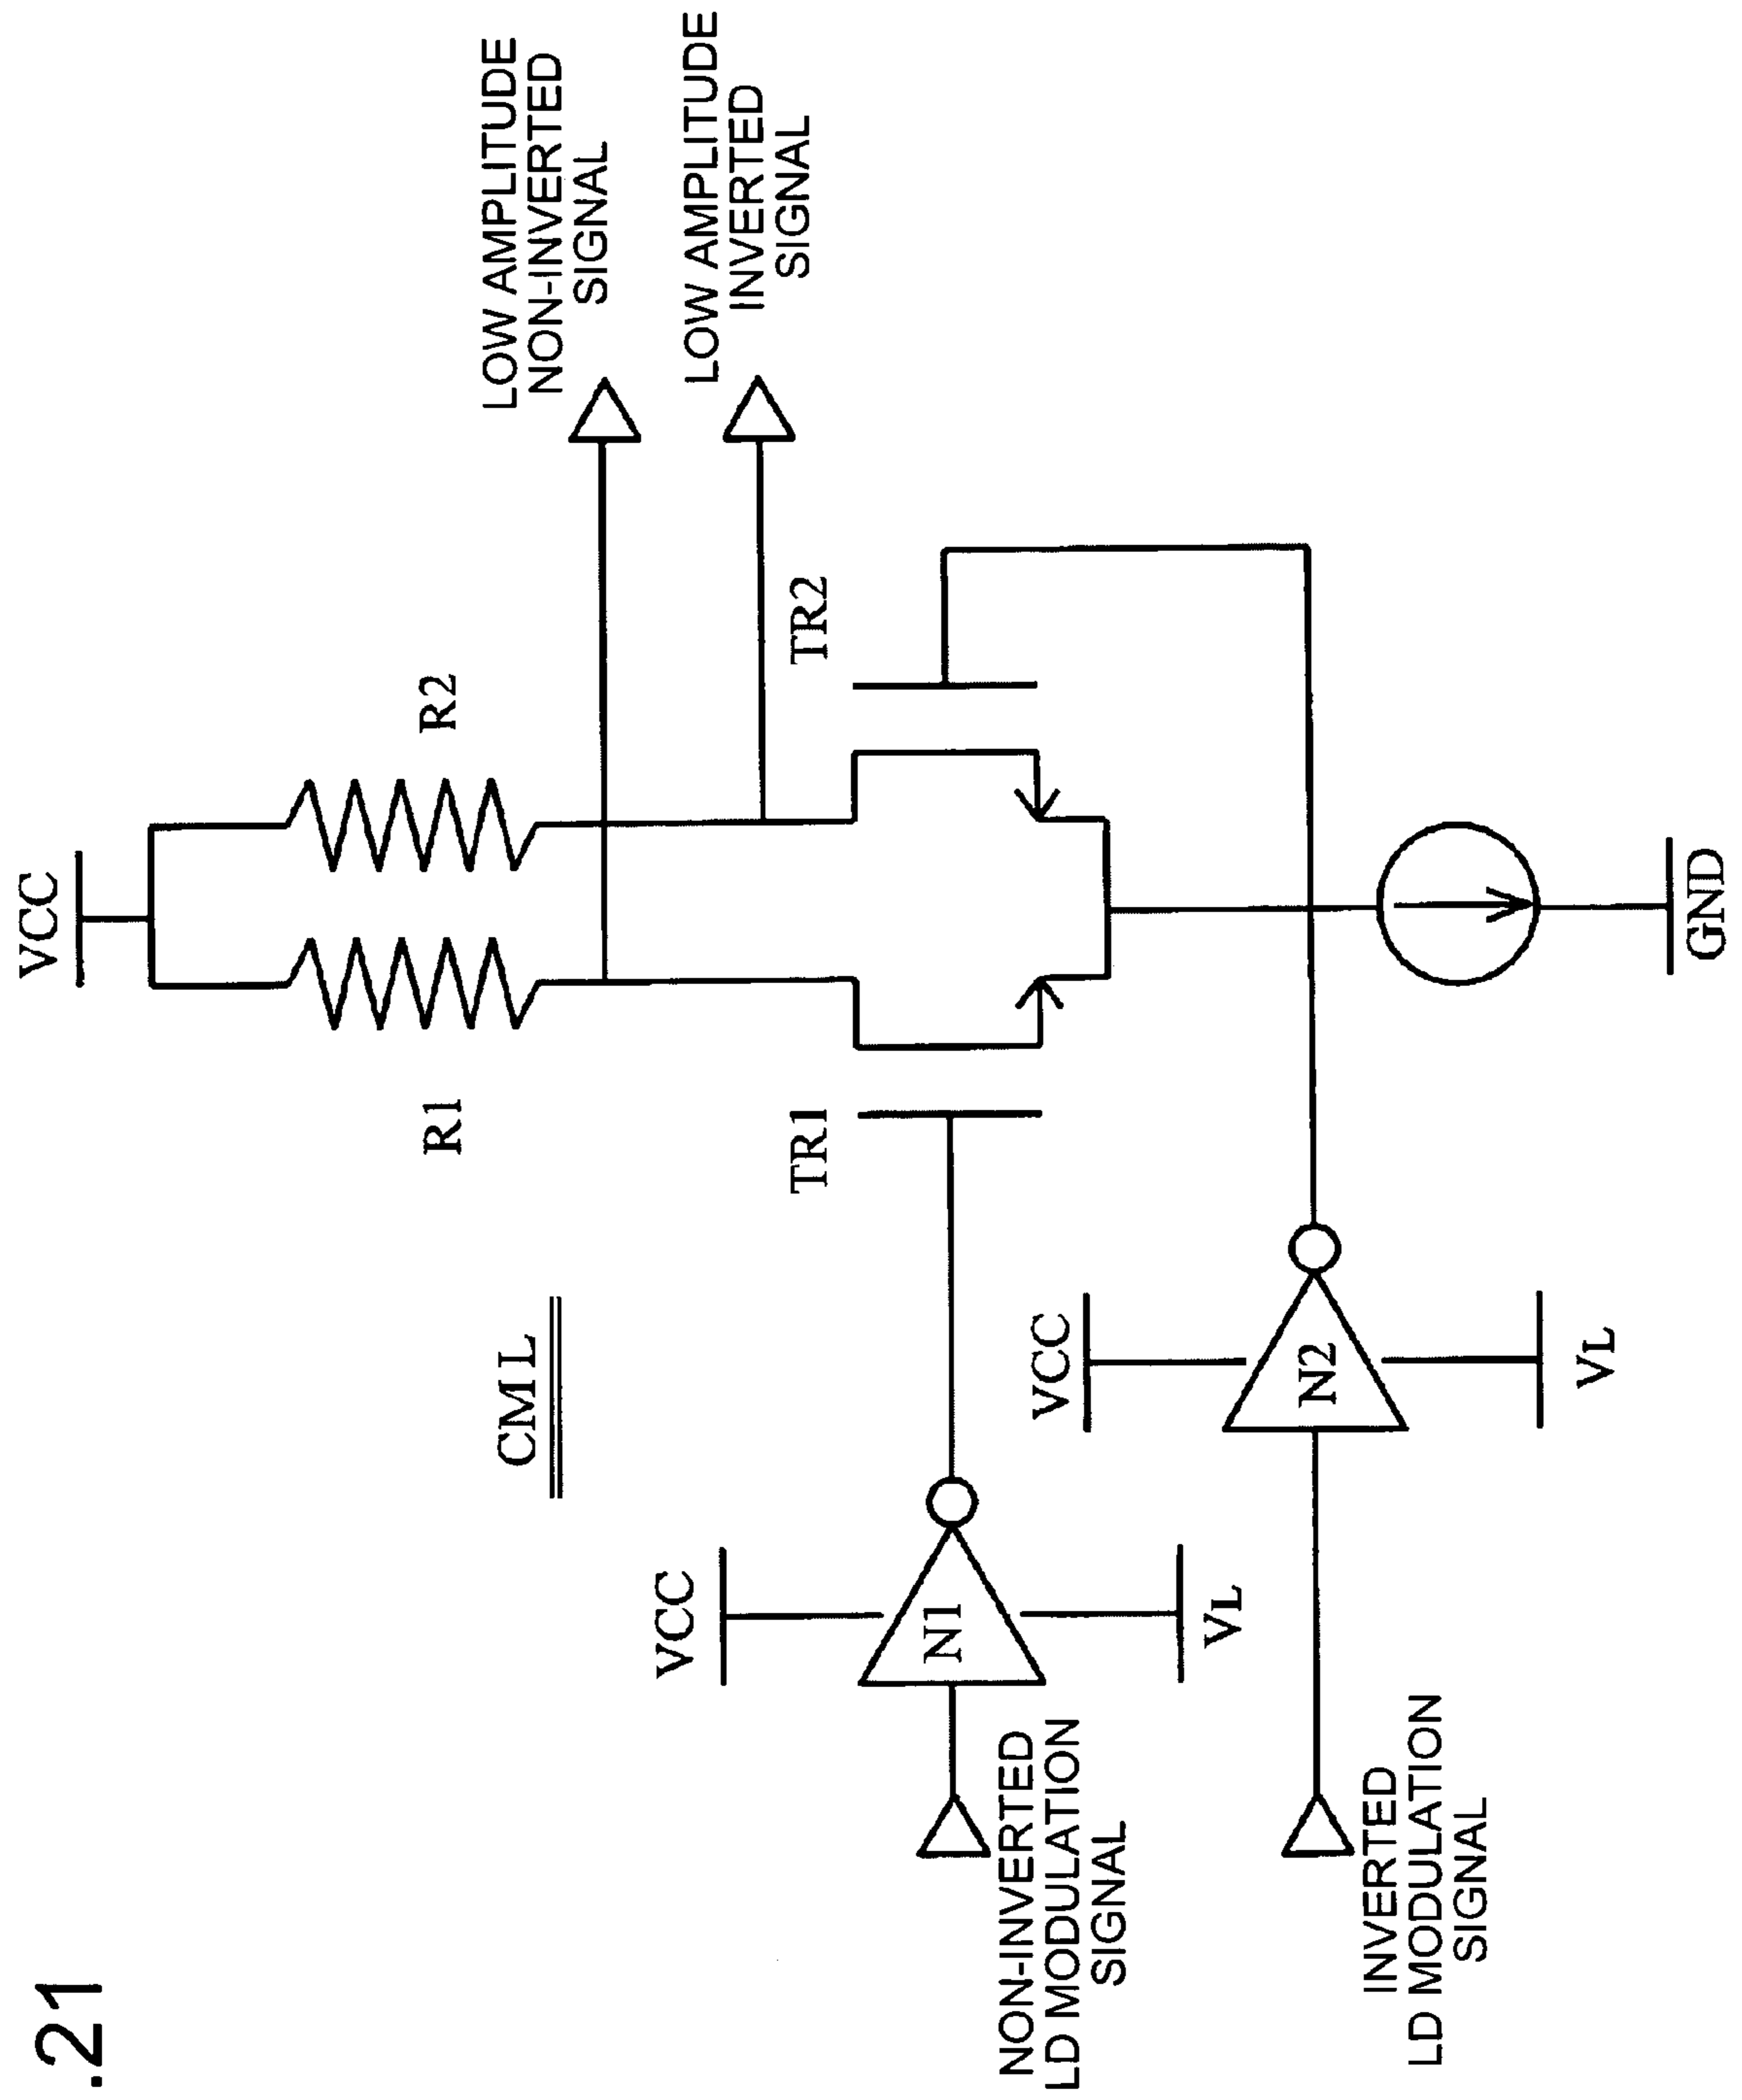 .21
VCC
R1
R2
LOW AMPLITUDE
NON-INVERTED
SIGNAL
LOW AMPLITUDE
INVERTED
SIGNAL
CML
TR1
TR2
VCC
N1
VL
NON-INVERTED
LD MODULATION
SIGNAL
VCC
N2
VL
INVERTED
LD MODULATION
SIGNAL
GND